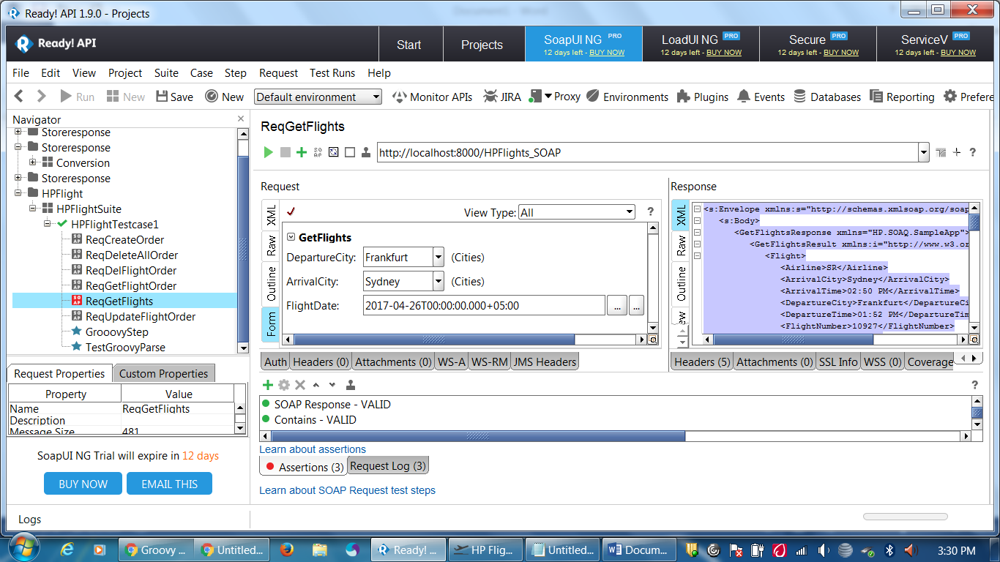 Ready! API 1.9.0 - Projects
Ready! API
Start
Projects
SoapUI NG PRO
12 days left - BUY NOW
LoadUI NG PRO
12 days left - BUY NOW
Secure PRO
12 days left - BUY NOW
ServiceV PRO
12 days left - BUY NOW
File Edit View Project Suite Case Step Request Test Runs Help
Run New Save New Default environment Monitor APIs JIRA Proxy Environments Plugins Events Databases Reporting Prefere
Navigator
Storeresponse
Storeresponse
Conversion
Storeresponse
HPFlight
HPFlightSuite
HPFlightTestcase1
ReqCreateOrder
ReqDeleteAllOrder
ReqDelFlightOrder
ReqGetFlightOrder
ReqGetFlights
ReqUpdateFlightOrder
GrooovyStep
TestGroovyParse
Request Properties Custom Properties
Property Value
Name ReqGetFlights
Description
Message Size 481
SoapUI NG Trial will expire in 12 days
BUY NOW EMAIL THIS
ReqGetFlights
http://localhost:8000/HPFlights_SOAP
?
Request
XML
Raw
Outline
Form
View Type: All
?
GetFlights
DepartureCity: Frankfurt (Cities)
ArrivalCity: Sydney (Cities)
FlightDate: 2017-04-26T00:00:00.000+05:00 ... ...
Auth Headers (0) Attachments (0) WS-A WS-RM JMS Headers
Response
XML
Raw
Outline
<s:Envelope xmlns:s="http://schemas.xmlsoap.org/soap
<s:Body>
<GetFlightsResponse xmlns="HP.SOAQ.SampleApp">
<GetFlightsResult xmlns:i="http://www.w3.or
<Flight>
<Airline>SR</Airline>
<ArrivalCity>Sydney</ArrivalCity>
<ArrivalTime>02:50 PM</ArrivalTime>
<DepartureCity>Frankfurt</DepartureCi
<DepartureTime>01:52 PM</DepartureTim
<FlightNumber>10927</FlightNumber>
Headers (5) Attachments (0) SSL Info WSS (0) Coverage
?
SOAP Response - VALID
Contains - VALID
Learn about assertions
Assertions (3) Request Log (3)
Learn about SOAP Request test steps
Logs
Groovy ... Untitled... Ready! ... HP Flig... Untitled... Docum... 3:30 PM